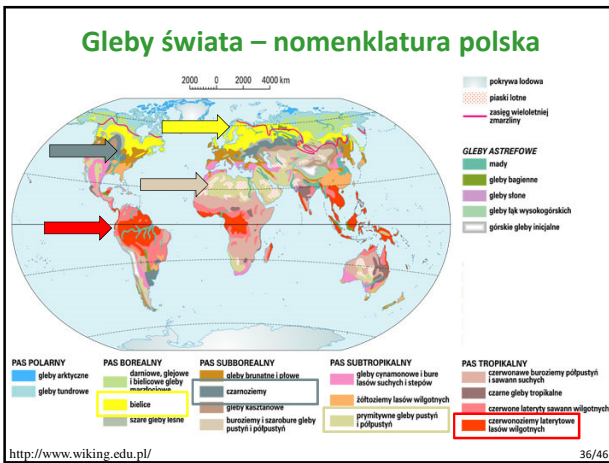 Gleby świata – nomenklatura polska
2000 0 2000 4000 km
pokrywa lodowa
piaski lotne
zasięg wieloletniej
zmarzliny
GLEBY ASTREFOWE
mady
gleby bagienne
gleby słone
gleby łąk wysokogórskich
górskie gleby inicjalne
PAS POLARNY
gleby arktyczne
gleby tundrowe
PAS BOREALNY
darniowe, glejowe
i bielicowe gleby
marzłociowe
bielice
szare gleby leśne
PAS SUBBOREALNY
gleby brunatne i płowe
czarnoziemy
gleby kasztanowe
buroziemy i szarobure gleby
pustyń i półpustyń
PAS SUBTROPIKALNY
gleby cynamonowe i bure
lasów suchych i stepów
żółtoziemy lasów wilgotnych
prymitywne gleby pustyń
i półpustyń
PAS TROPIKALNY
czerwonawe buroziemy półpustyń
i sawann suchych
czarne gleby tropikalne
czerwone lateryty sawann wilgotnych
czerwonoziemy laterytowe
lasów wilgotnych
http://www.wiking.edu.pl/
36/46